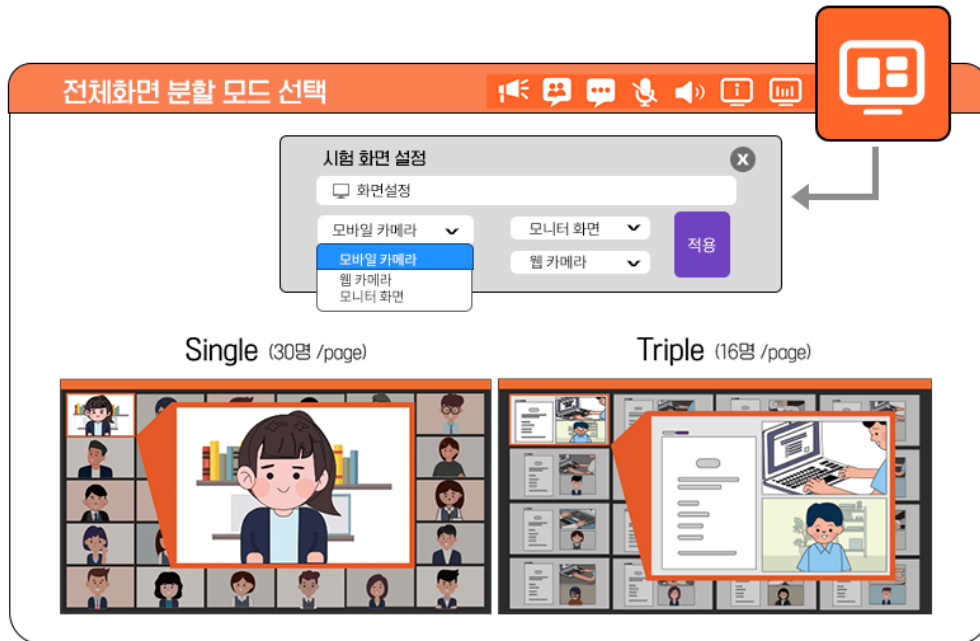 전체화면 분할 모드 선택
시험 화면 설정
X
화면설정
모바일 카메라
모니터 화면
적용
모바일 카메라
웹 카메라
웹 카메라
모니터 화면
Single (30명 /page)
Triple (16명 /page)